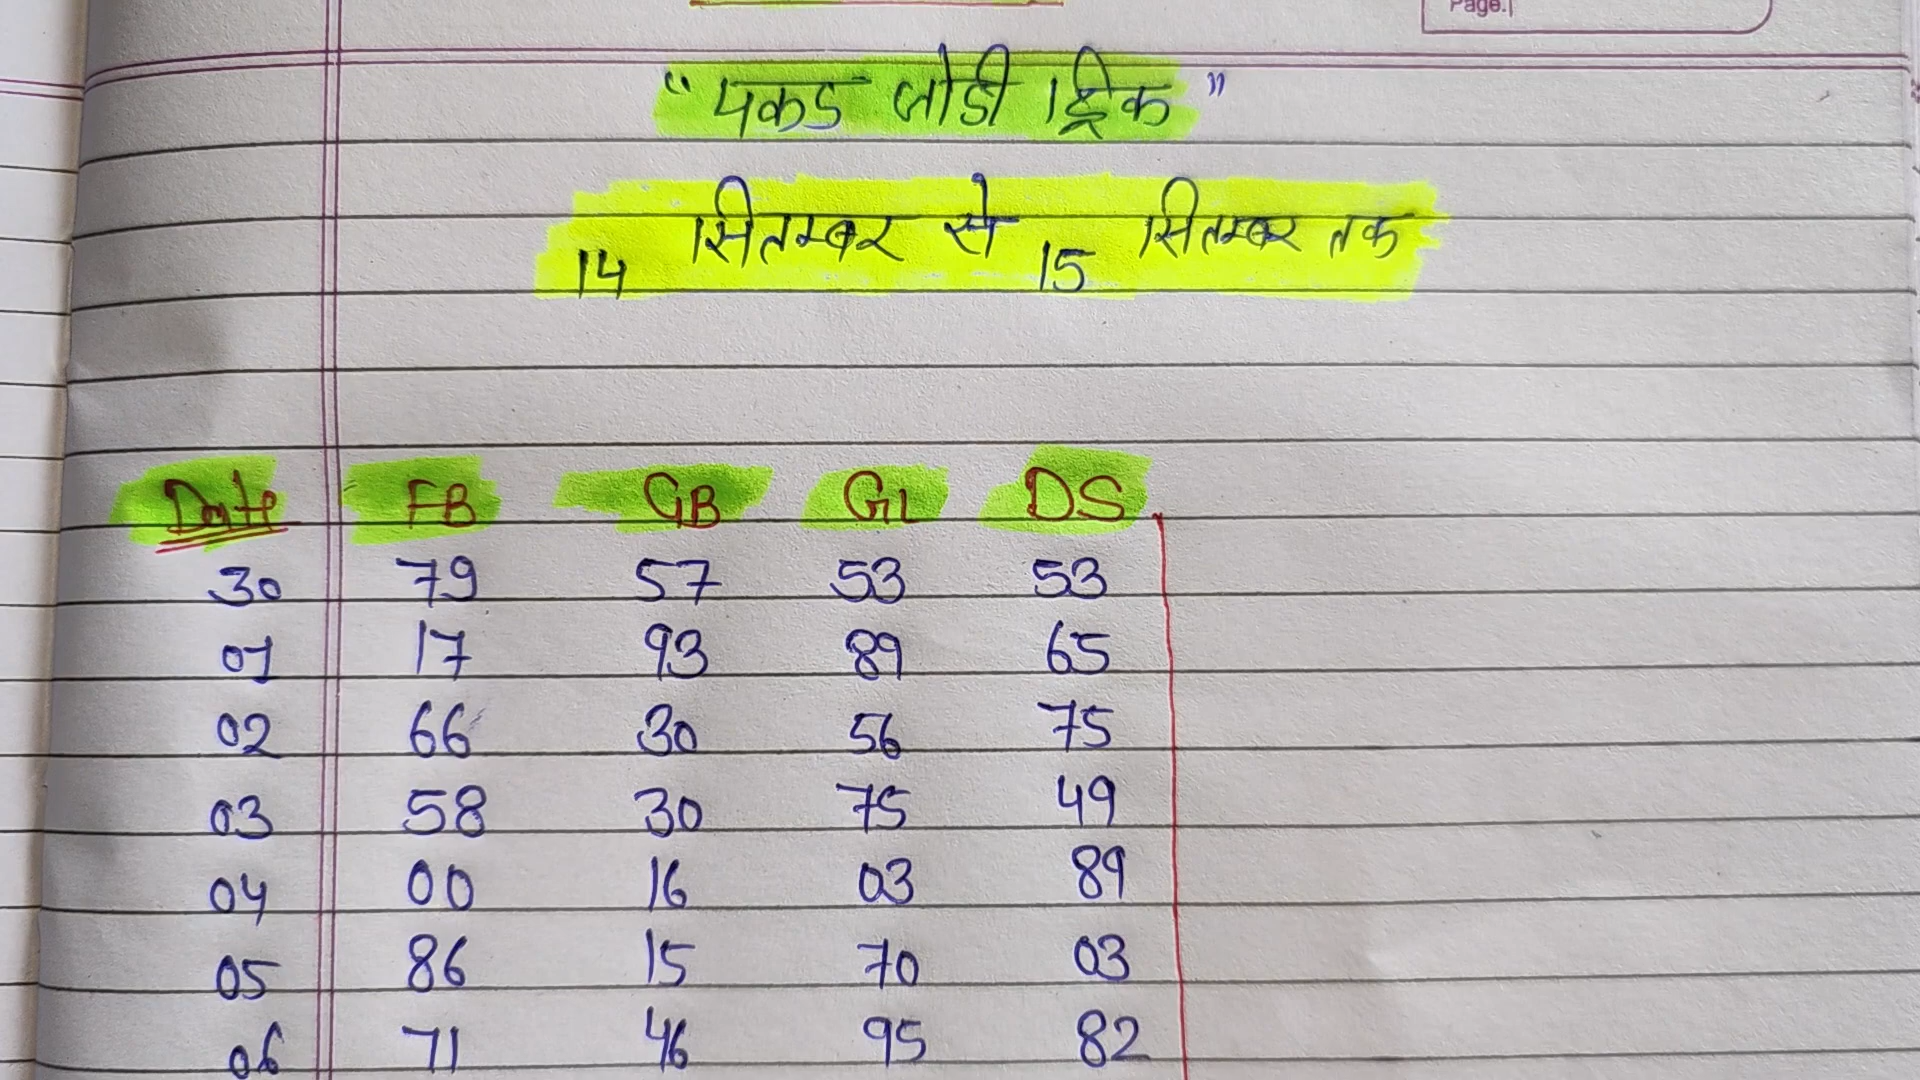 Page.
"पकड जोडी ट्रिक"
14 सितम्बर से 15 सितम्बर तक
Date FB GB GL DS
30 79 57 53 53
01 17 93 89 65
02 66 30 56 75
03 58 30 75 49
04 00 16 03 89
05 86 15 70 03
06 71 46 95 82